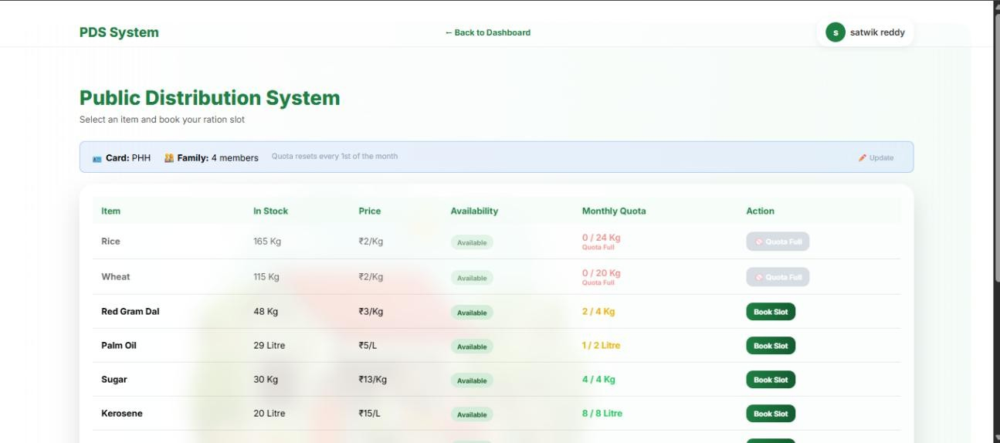 PDS System
← Back to Dashboard
s
satwik reddy
Public Distribution System
Select an item and book your ration slot
Card: PHH Family: 4 members Quota resets every 1st of the month Update
Item In Stock Price Availability Monthly Quota Action
Rice 165 Kg ₹2/Kg Available 0 / 24 Kg Quota Full
Quota Full
Wheat 115 Kg ₹2/Kg Available 0 / 20 Kg Quota Full
Quota Full
Red Gram Dal 48 Kg ₹3/Kg Available 2 / 4 Kg Book Slot
Palm Oil 29 Litre ₹5/L Available 1 / 2 Litre Book Slot
Sugar 30 Kg ₹13/Kg Available 4 / 4 Kg Book Slot
Kerosene 20 Litre ₹15/L Available 8 / 8 Litre Book Slot